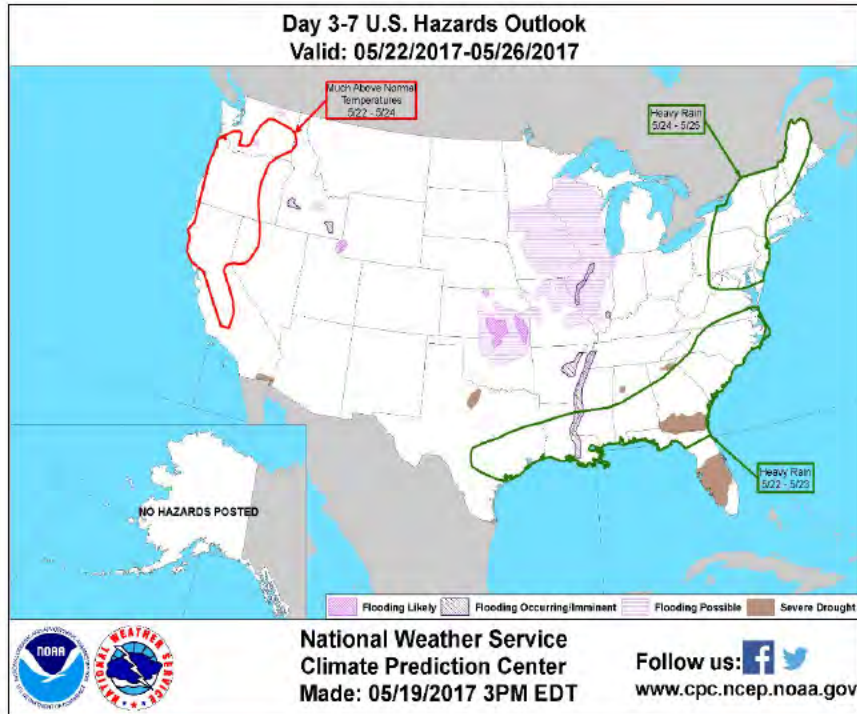 Day 3-7 U.S. Hazards Outlook
Valid: 05/22/2017-05/26/2017
Much Above Normal
Temperatures
5/22 - 5/24
Heavy Rain
5/24 - 5/25
Heavy Rain
5/22 - 5/23
NO HAZARDS POSTED
Flooding Likely
Flooding Occurring/Imminent
Flooding Possible
Severe Drought
NOAA
NATIONAL WEATHER SERVICE
National Weather Service
Climate Prediction Center
Made: 05/19/2017 3PM EDT
Follow us:
www.cpc.ncep.noaa.gov